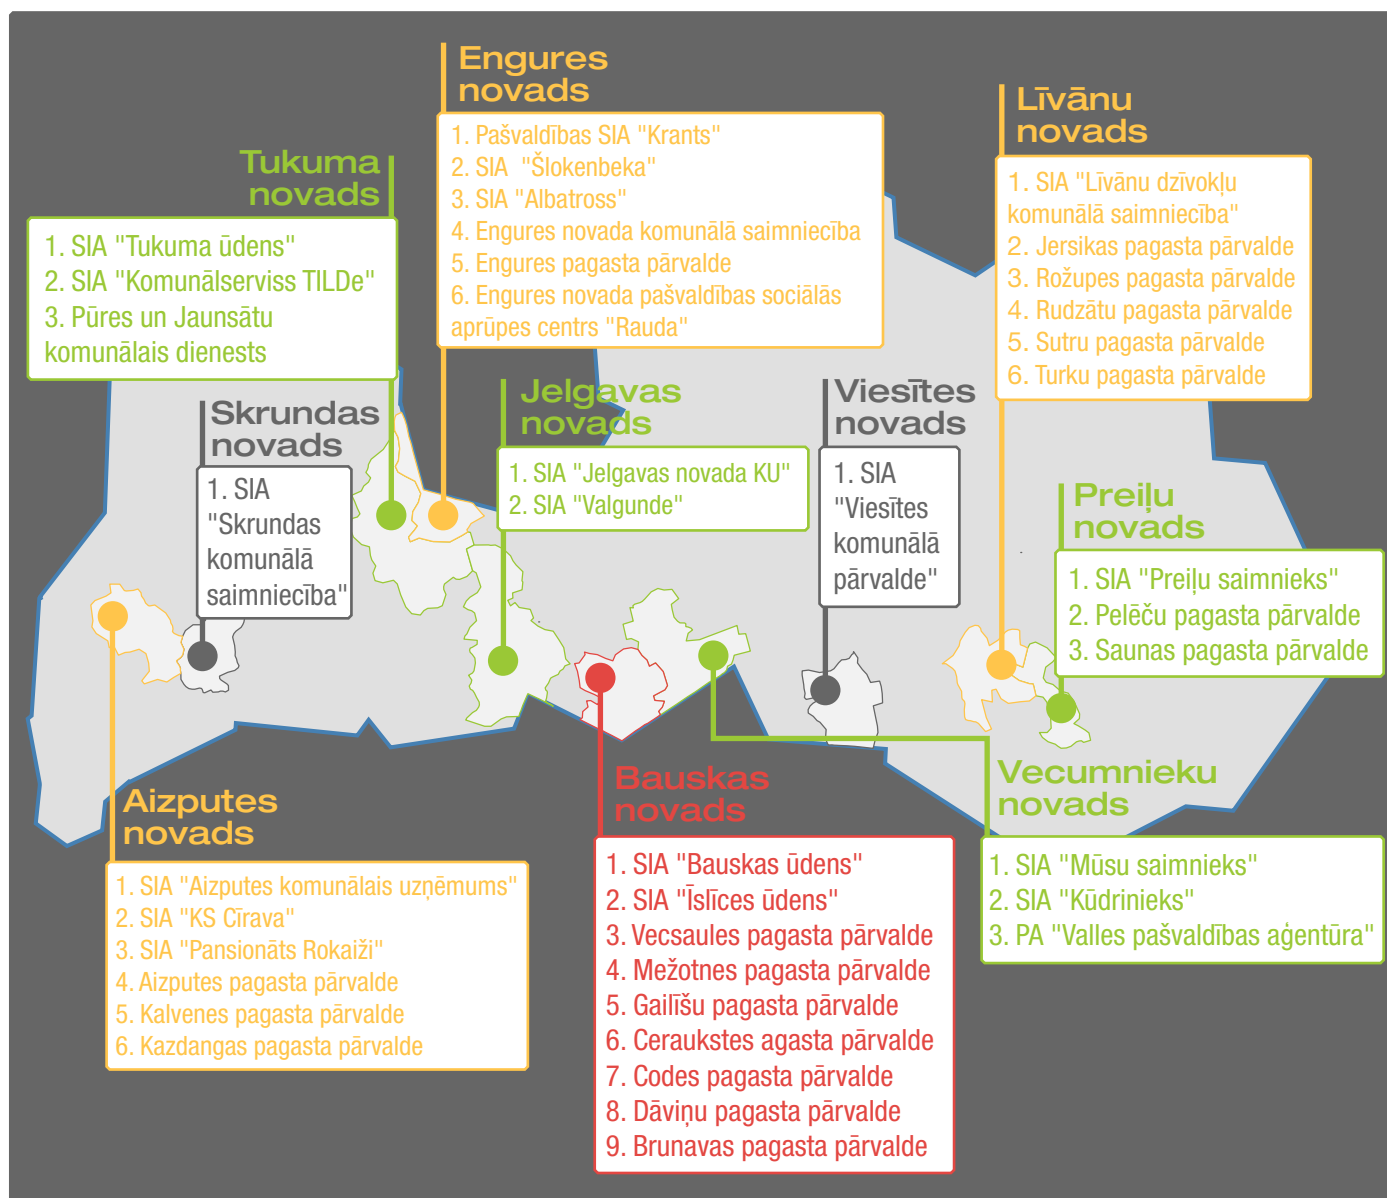 Engures
novads
1. Pašvaldības SIA "Krants"
2. SIA "Šlokenbeka"
3. SIA "Albatross"
4. Engures novada komunālā saimniecība
5. Engures pagasta pārvalde
6. Engures novada pašvaldības sociālās
aprūpes centrs "Rauda"
Līvānu
novads
1. SIA "Līvānu dzīvokļu
komunālā saimniecība"
2. Jersikas pagasta pārvalde
3. Rožupes pagasta pārvalde
4. Rudzātu pagasta pārvalde
5. Sutru pagasta pārvalde
6. Turku pagasta pārvalde
Tukuma
novads
1. SIA "Tukuma ūdens"
2. SIA "Komunālserviss TILDe"
3. Pūres un Jaunsātu
komunālais dienests
Skrundas
novads
1. SIA
"Skrundas
komunālā
saimniecība"
Jelgavas
novads
1. SIA "Jelgavas novada KU"
2. SIA "Valgunde"
Viesītes
novads
1. SIA
"Viesītes
komunālā
pārvalde"
Preiļu
novads
1. SIA "Preiļu saimnieks"
2. Pelēču pagasta pārvalde
3. Saunas pagasta pārvalde
Aizputes
novads
1. SIA "Aizputes komunālais uzņēmums"
2. SIA "KS Cīrava"
3. SIA "Pansionāts Rokaiži"
4. Aizputes pagasta pārvalde
5. Kalvenes pagasta pārvalde
6. Kazdangas pagasta pārvalde
Bauskas
novads
1. SIA "Bauskas ūdens"
2. SIA "Īslīces ūdens"
3. Vecsaules pagasta pārvalde
4. Mežotnes pagasta pārvalde
5. Gailīšu pagasta pārvalde
6. Ceraukstes agasta pārvalde
7. Codes pagasta pārvalde
8. Dāviņu pagasta pārvalde
9. Brunavas pagasta pārvalde
Vecumnieku
novads
1. SIA "Mūsu saimnieks"
2. SIA "Kūdrinieks"
3. PA "Valles pašvaldības aģentūra"